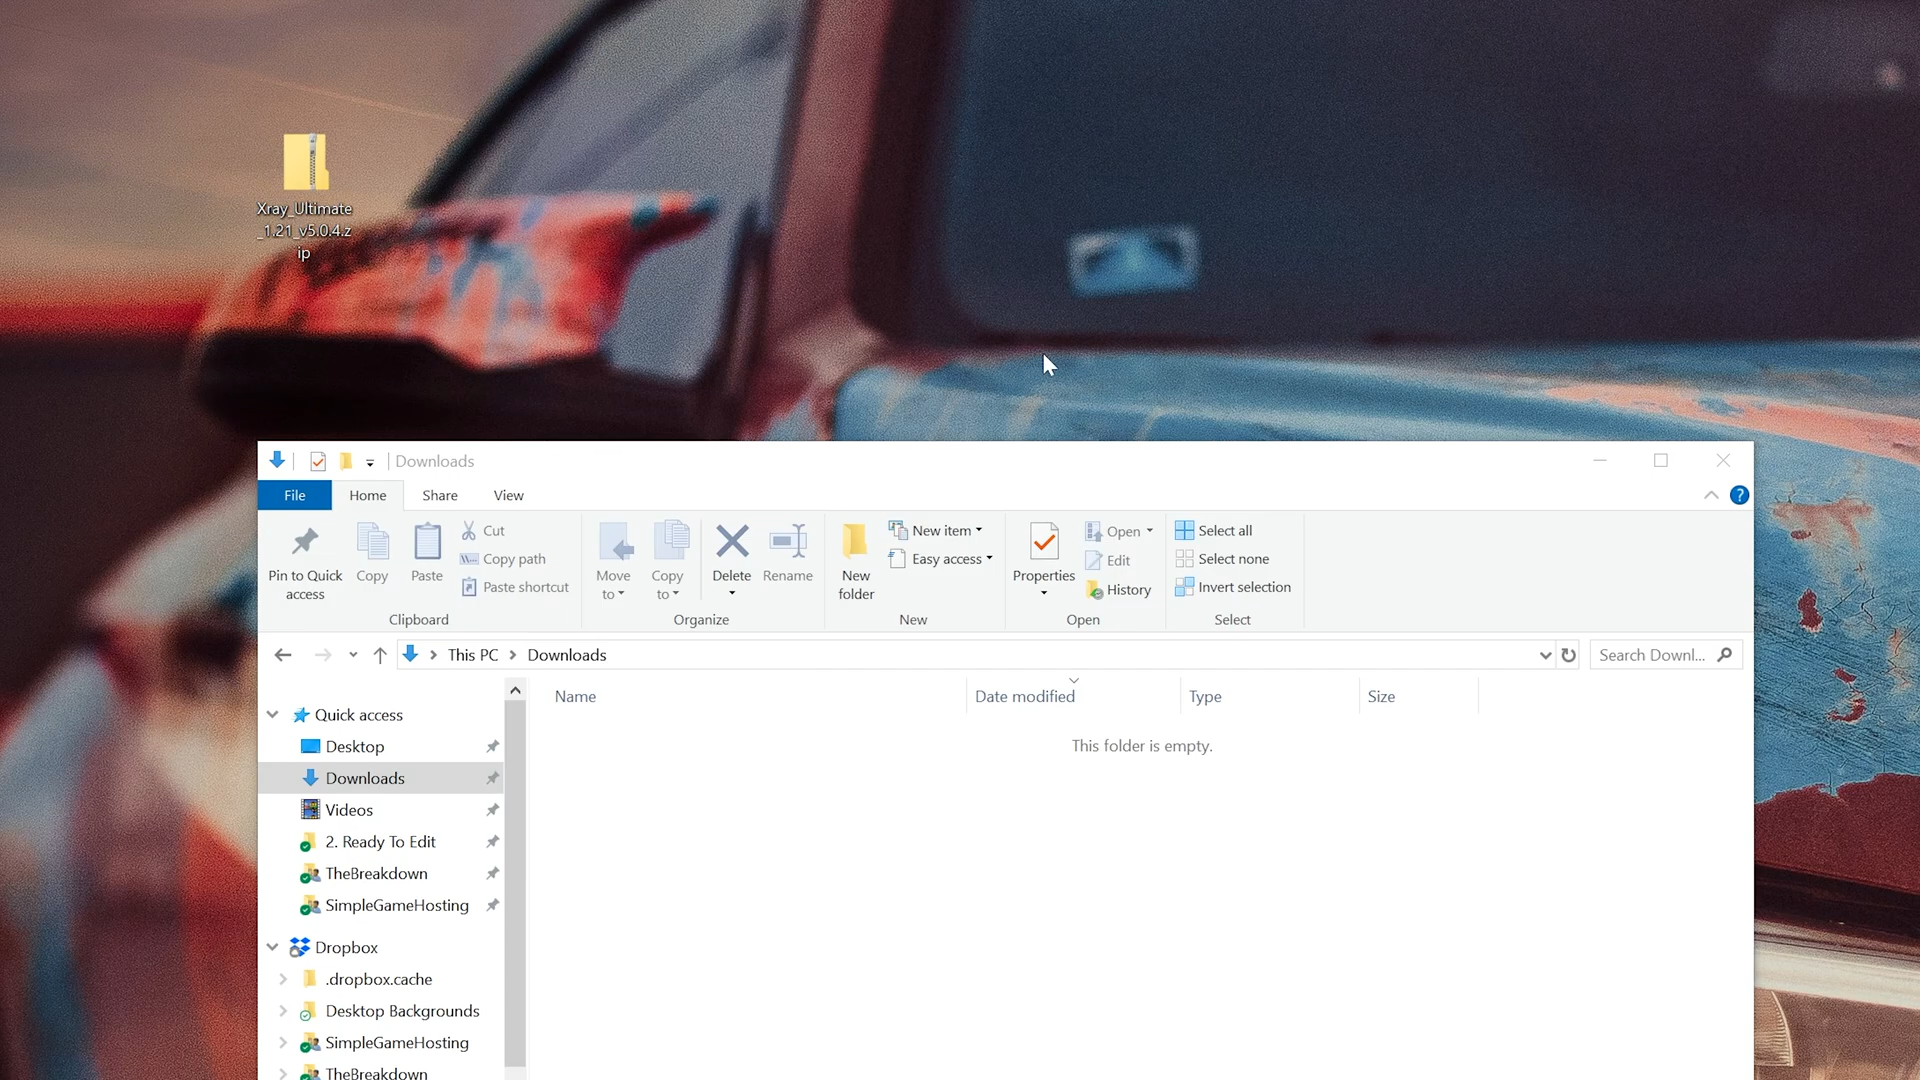 Xray_Ultimate
_1.21_v5.0.4.z
ip
Downloads
File
Home
Share
View
Pin to Quick
access
Copy
Paste
Cut
Copy path
Paste shortcut
Clipboard
Move
to
Copy
to
Delete
Rename
Organize
New
folder
New item
Easy access
New
Properties
Open
Edit
History
Open
Select all
Select none
Invert selection
Select
This PC
Downloads
Search Downl...
Name
Date modified
Type
Size
This folder is empty.
Quick access
Desktop
Downloads
Videos
2. Ready To Edit
TheBreakdown
SimpleGameHosting
Dropbox
.dropbox.cache
Desktop Backgrounds
SimpleGameHosting
TheBreakdown